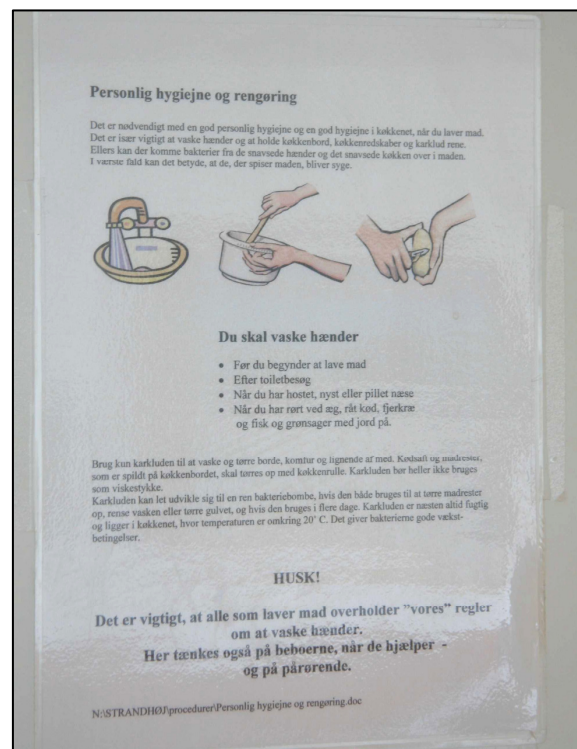 Personlig hygiejne og rengøring
Det er nødvendigt med en god personlig hygiejne og en god hygiejne i køkkenet, når du laver mad.
Det er især vigtigt at vaske hænder og at holde køkkenbord, køkkenredskaber og karklud rene.
Ellers kan der komme bakterier fra de snavsede hænder og det snavsede køkken over i maden.
I værste fald kan det betyde, at de, der spiser maden, bliver syge.
Du skal vaske hænder
• Før du begynder at lave mad
• Efter toiletbesøg
• Når du har hostet, nyst eller pillet næse
• Når du har rørt ved æg, råt kød, fjerkræ
og fisk og grønsager med jord på.
Brug kun karkluden til at vaske og tørre borde, komfur og lignende af med. Kødsaft og madrester,
som er spildt på køkkenbordet, skal tørres op med køkkenrulle. Karkluden bør heller ikke bruges
som viskestykke.
Karkluden kan let udvikle sig til en ren bakteriebombe, hvis den både bruges til at tørre madrester
op, rense vasken eller tørre gulvet, og hvis den bruges i flere dage. Karkluden er næsten altid fugtig
og ligger i køkkenet, hvor temperaturen er omkring 20° C. Det giver bakterierne gode vækst-
betingelser.
HUSK!
Det er vigtigt, at alle som laver mad overholder ”vores” regler
om at vaske hænder.
Her tænkes også på beboerne, når de hjælper -
og på pårørende.
N:\STRANDHØJ\procedurer\Personlig hygiejne og rengøring.doc